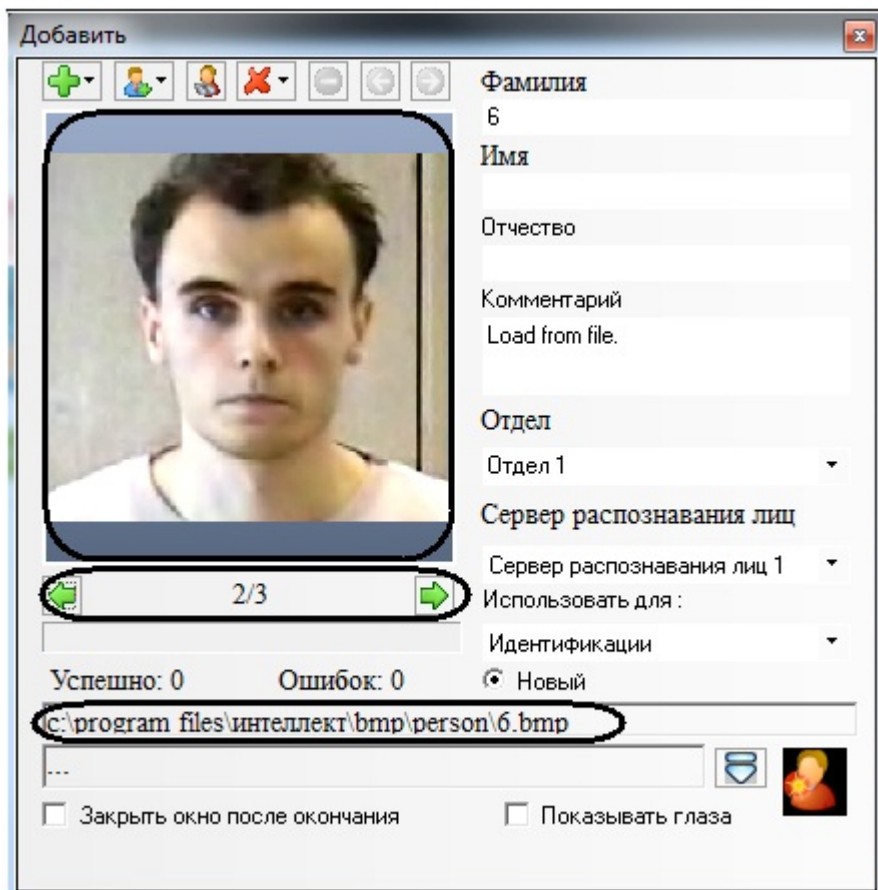 Добавить
Фамилия
6
Имя
Отчество
Комментарий
Load from file.
Отдел
Отдел 1
Сервер распознавания лиц
Сервер распознавания лиц 1
2/3
Использовать для :
Идентификации
Успешно: 0 Ошибок: 0
Новый
c:\program files\интеллект\bmp\person\6.bmp
...
Закрыть окно после окончания
Показывать глаза